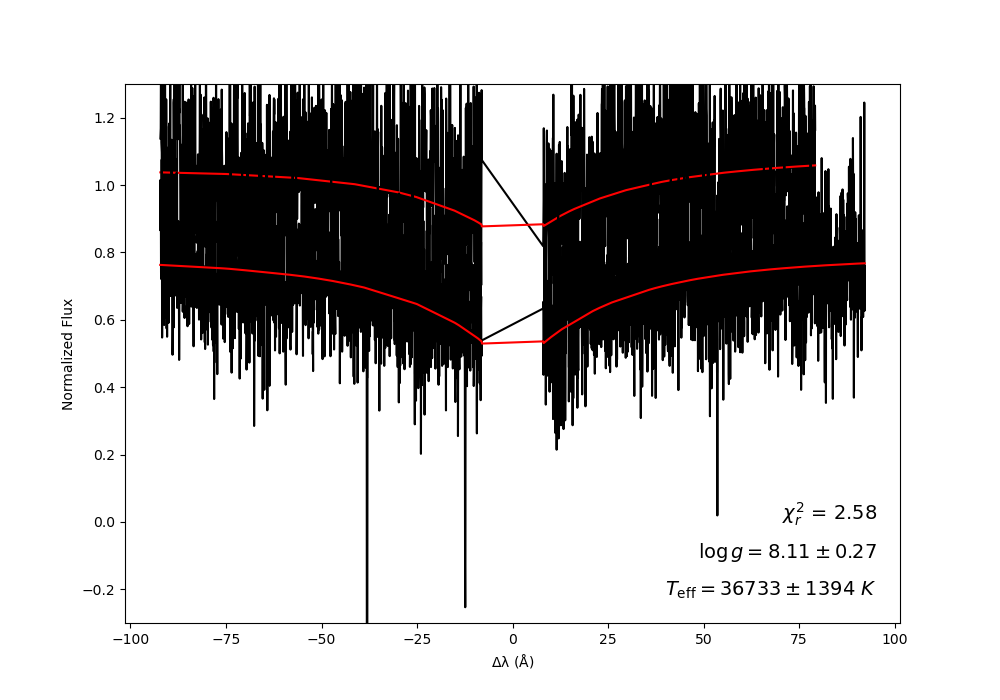 1.2
1.0
0.8
0.6
0.4
0.2
0.0
−0.2
Normalized Flux
χ²ᵣ = 2.58
log g = 8.11 ± 0.27
T_eff = 36733 ± 1394 K
−100 −75 −50 −25 0 25 50 75 100
Δλ (Å)